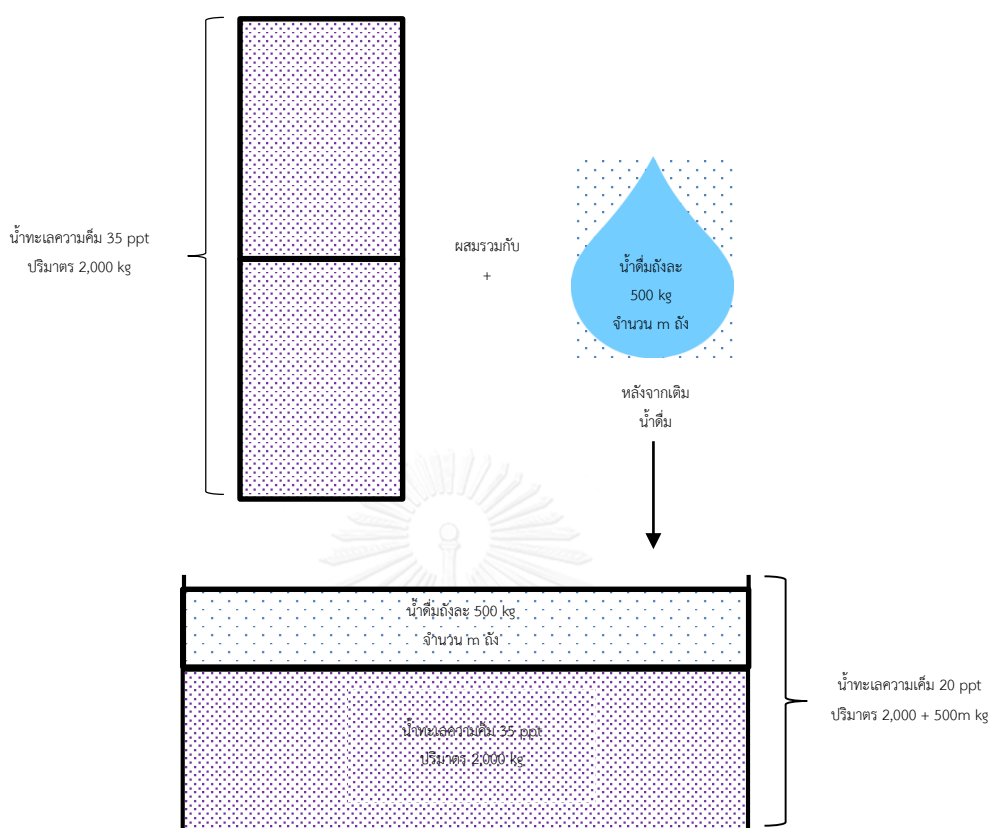 น้ำทะเลความค็ม 35 ppt
ปริมาตร 2,000 kg
ผสมรวมกับ
+
น้ำดื่มถังละ
500 kg
จำนวน m ถัง
หลังจากเติม
น้ำดื่ม
น้ำดื่มถังละ 500 kg
จำนวน m ถัง
น้ำทะเลความค็ม 35 ppt
ปริมาตร 2,000 kg
น้ำทะเลความเค็ม 20 ppt
ปริมาตร 2,000 + 500m kg